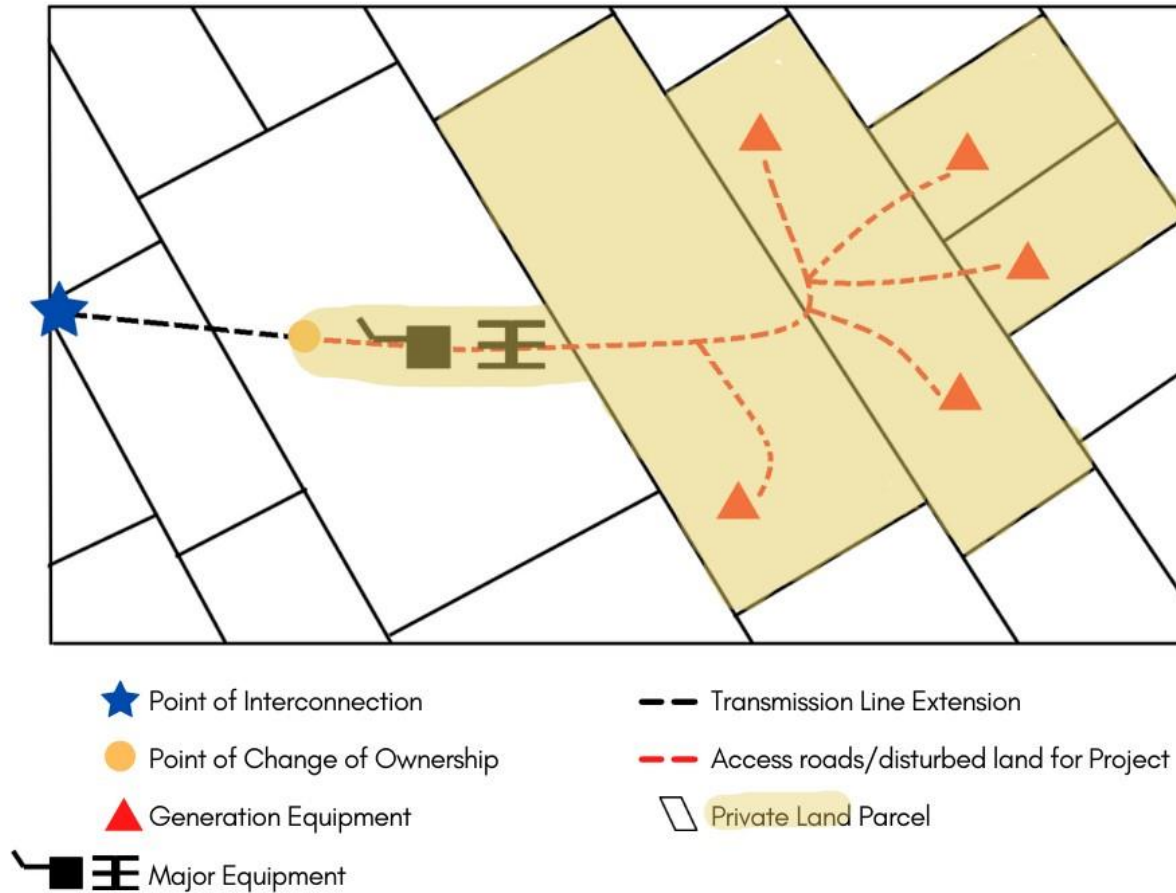 Point of Interconnection
Transmission Line Extension
Point of Change of Ownership
Access roads/disturbed land for Project
Generation Equipment
Private Land Parcel
Major Equipment